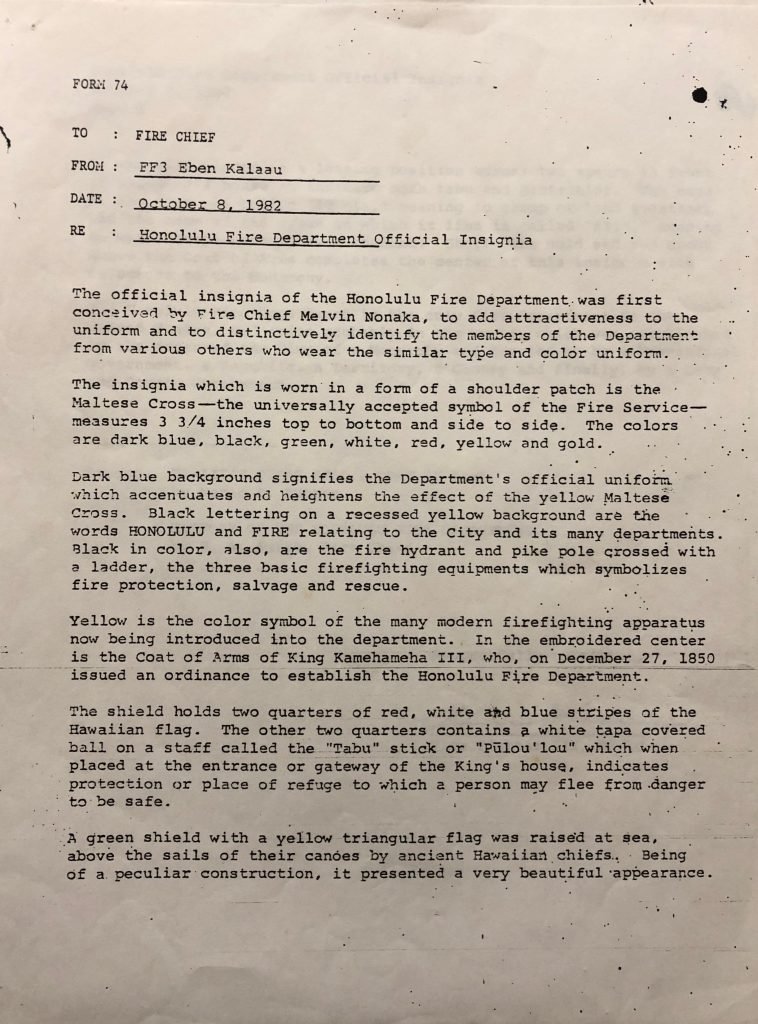 FORM 74
TO : FIRE CHIEF
FROM : FF3 Eben Kalaau
DATE : October 8, 1982
RE : Honolulu Fire Department Official Insignia
The official insignia of the Honolulu Fire Department was first
conceived by Fire Chief Melvin Nonaka, to add attractiveness to the
uniform and to distinctively identify the members of the Department
from various others who wear the similar type and color uniform.
The insignia which is worn in a form of a shoulder patch is the
Maltese Cross—the universally accepted symbol of the Fire Service—
measures 3 3/4 inches top to bottom and side to side. The colors
are dark blue, black, green, white, red, yellow and gold.
Dark blue background signifies the Department's official uniform
which accentuates and heightens the effect of the yellow Maltese
Cross. Black lettering on a recessed yellow background are the
words HONOLULU and FIRE relating to the City and its many departments.
Black in color, also, are the fire hydrant and pike pole crossed with
a ladder, the three basic firefighting equipments which symbolizes
fire protection, salvage and rescue.
Yellow is the color symbol of the many modern firefighting apparatus
now being introduced into the department. In the embroidered center
is the Coat of Arms of King Kamehameha III, who, on December 27, 1850
issued an ordinance to establish the Honolulu Fire Department.
The shield holds two quarters of red, white and blue stripes of the
Hawaiian flag. The other two quarters contains a white tapa covered
ball on a staff called the "Tabu" stick or "Pūlou'lou" which when
placed at the entrance or gateway of the King's house, indicates
protection or place of refuge to which a person may flee from danger
to be safe.
A green shield with a yellow triangular flag was raised at sea,
above the sails of their canoes by ancient Hawaiian chiefs. Being
of a peculiar construction, it presented a very beautiful appearance.